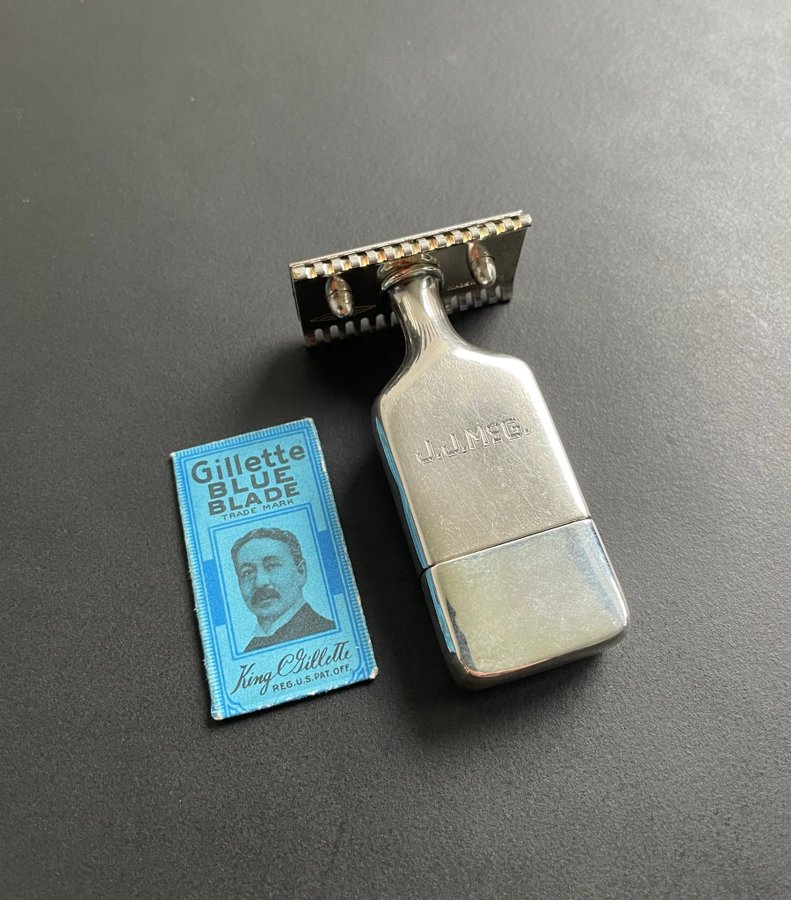 Gillette
BLUE
BLADE
TRADE MARK
King C Gillette
REG. U.S. PAT. OFF.
J.J.McG.